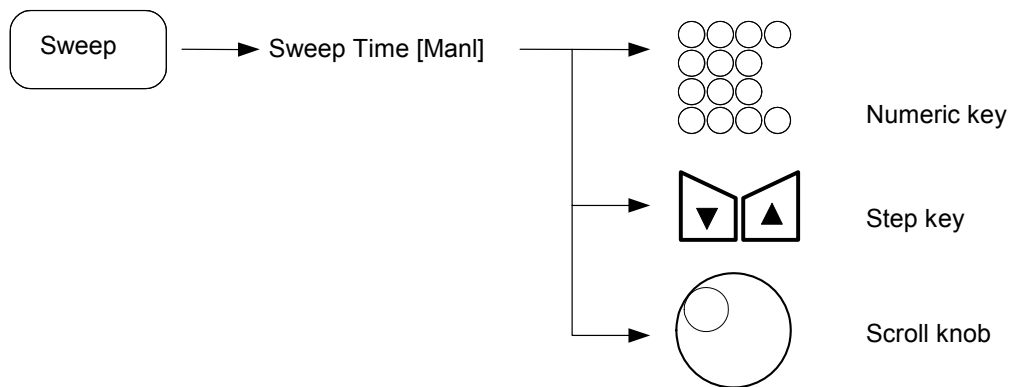 Sweep
Sweep Time [Manl]
Numeric key
Step key
Scroll knob